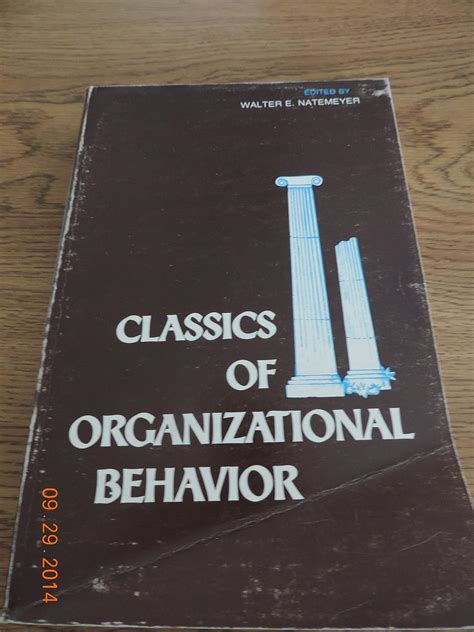 EDITED BY
WALTER E. NATEMEYER
CLASSICS
OF
ORGANIZATIONAL
BEHAVIOR
09.29.2014